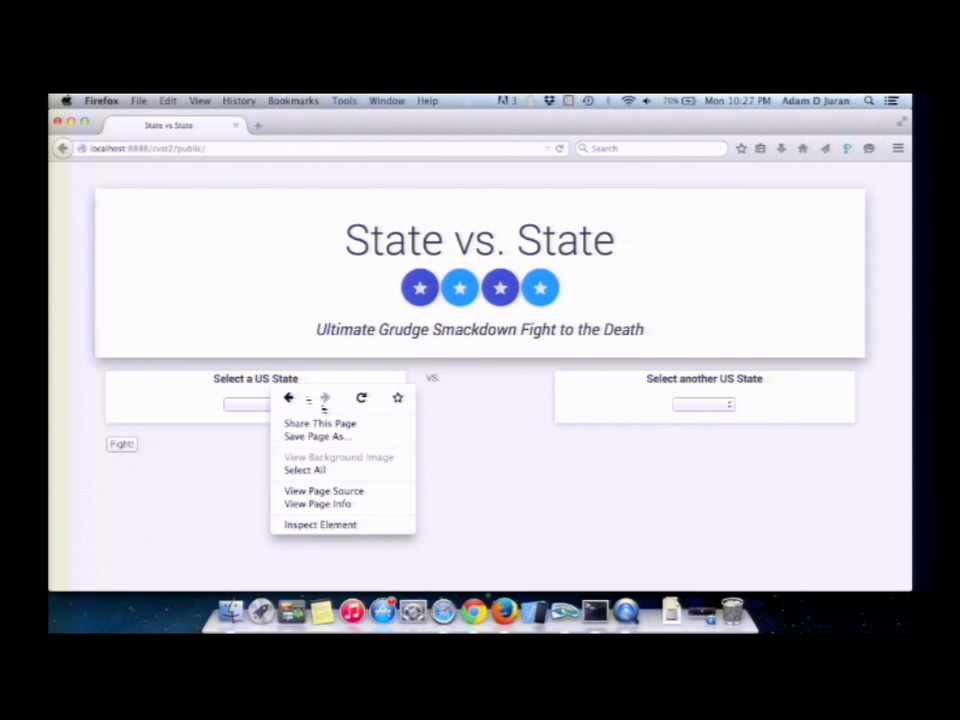 Firefox File Edit View History Bookmarks Tools Window Help 3 70% Mon 10:27 PM Adam D Juran
State vs State
localhost:8888/cvst2/public/ Search
State vs. State
Ultimate Grudge Smackdown Fight to the Death
Select a US State VS. Select another US State
Fight!
Share This Page
Save Page As...
View Background Image
Select All
View Page Source
View Page Info
Inspect Element